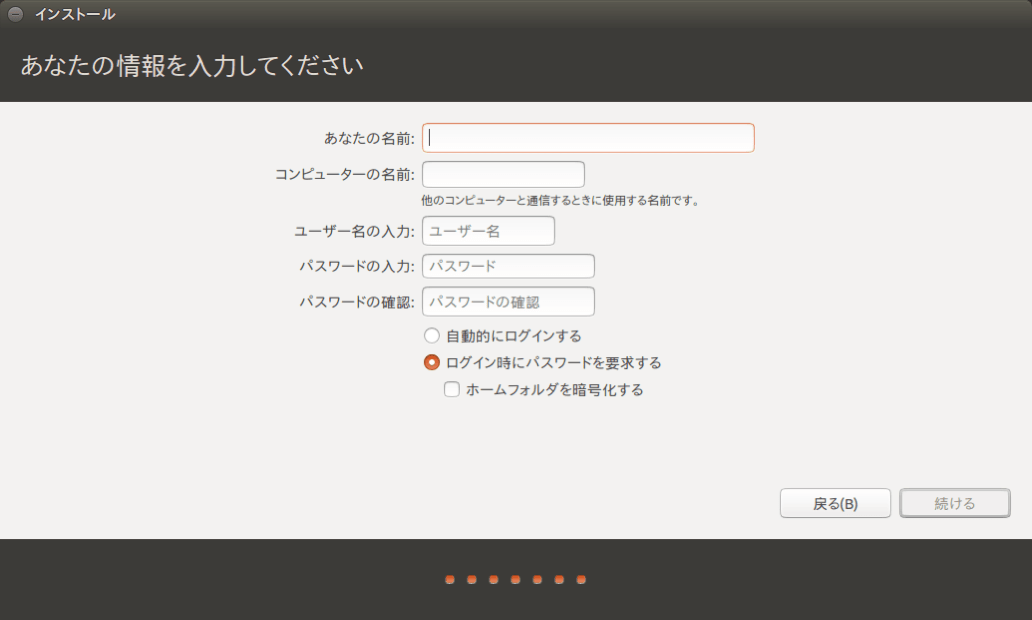 インストール
あなたの情報を入力してください
あなたの名前:
コンピューターの名前:
他のコンピューターと通信するときに使用する名前です。
ユーザー名の入力: ユーザー名
パスワードの入力: パスワード
パスワードの確認: パスワードの確認
自動的にログインする
ログイン時にパスワードを要求する
ホームフォルダを暗号化する
戻る(B) 続ける